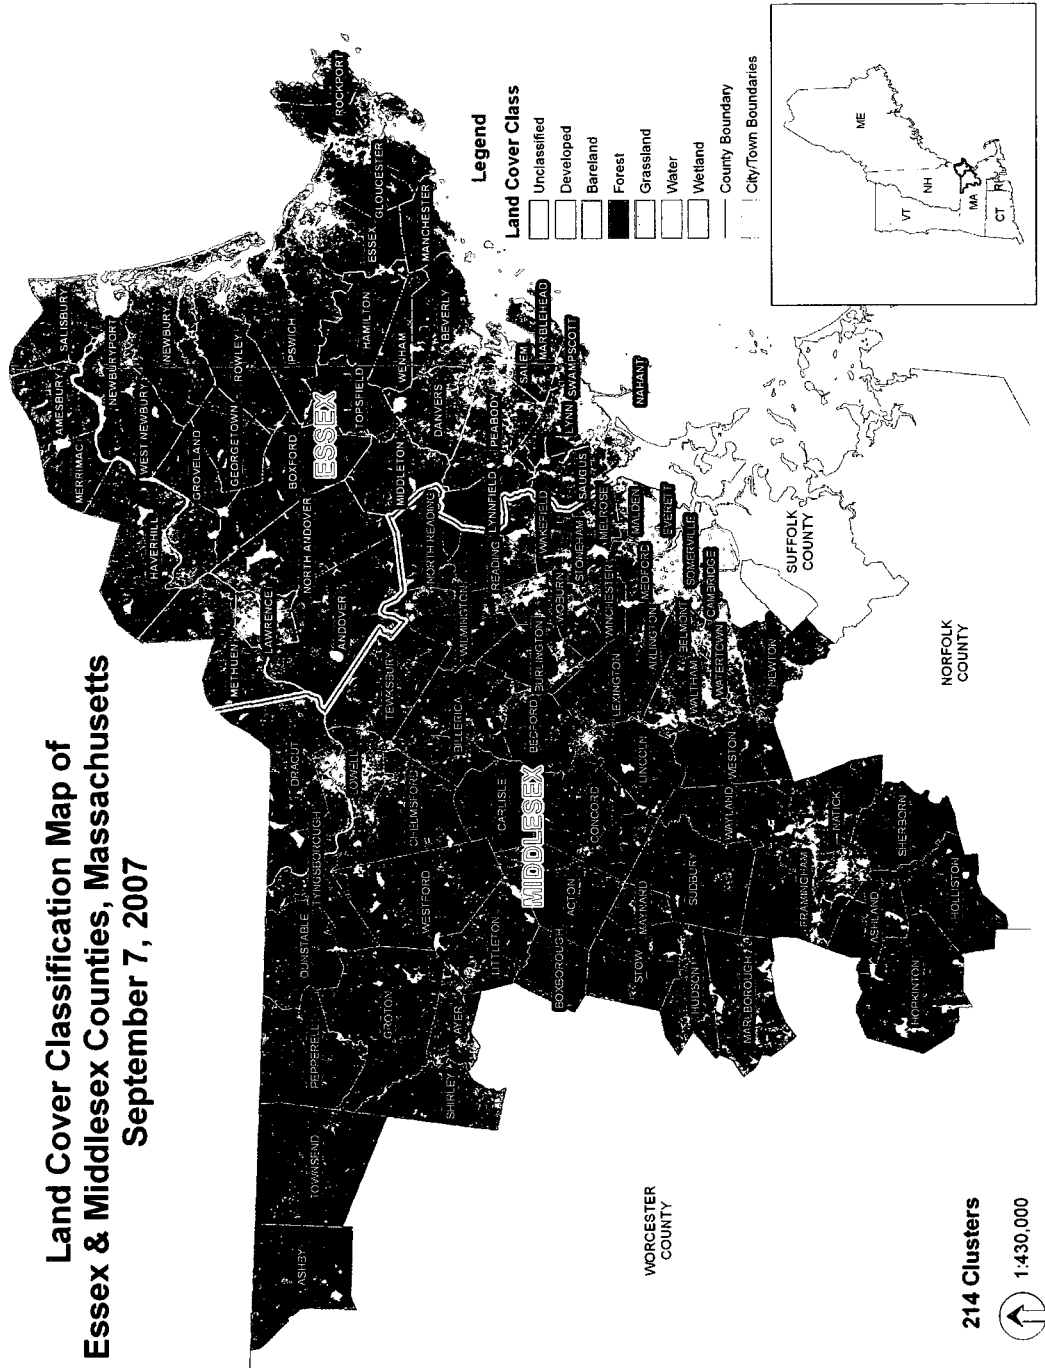 Land Cover Classification Map of
Essex & Middlesex Counties, Massachusetts
September 7, 2007
ESSEX
MIDDLESEX
MERRIMAC
AMESBURY
SALISBURY
NEWBURYPORT
WEST NEWBURY
NEWBURY
HAVERHILL
GROVELAND
GEORGETOWN
ROWLEY
METHUEN
LAWRENCE
NORTH ANDOVER
BOXFORD
IPSWICH
ANDOVER
TOPSFIELD
HAMILTON
ESSEX
GLOUCESTER
ROCKPORT
MIDDLETON
WENHAM
MANCHESTER
DANVERS
BEVERLY
LYNNFIELD
PEABODY
SALEM
MARBLEHEAD
SAUGUS
LYNN
SWAMPSCOTT
NAHANT
ASHBY
TOWNSEND
PEPPERELL
DUNSTABLE
TYNGSBOROUGH
DRACUT
LOWELL
GROTON
WESTFORD
CHELMSFORD
TEWKSBURY
SHIRLEY
AYER
LITTLETON
CARLISLE
BILLERICA
WILMINGTON
NORTH READING
READING
BOXBOROUGH
ACTON
CONCORD
BEDFORD
BURLINGTON
WOBURN
WAKEFIELD
STONEHAM
MELROSE
WINCHESTER
MALDEN
STOW
MAYNARD
LINCOLN
LEXINGTON
ARLINGTON
MEDFORD
EVERETT
HUDSON
SUDBURY
WAYLAND
WESTON
WALTHAM
BELMONT
SOMERVILLE
CAMBRIDGE
WATERTOWN
MARLBOROUGH
NEWTON
FRAMINGHAM
NATICK
ASHLAND
SHERBORN
HOPKINTON
HOLLISTON
SUFFOLK
COUNTY
NORFOLK
COUNTY
WORCESTER
COUNTY
Legend
Land Cover Class
Unclassified
Developed
Bareland
Forest
Grassland
Water
Wetland
County Boundary
City/Town Boundaries
ME
VT
NH
MA
CT
RI
214 Clusters
1:430,000